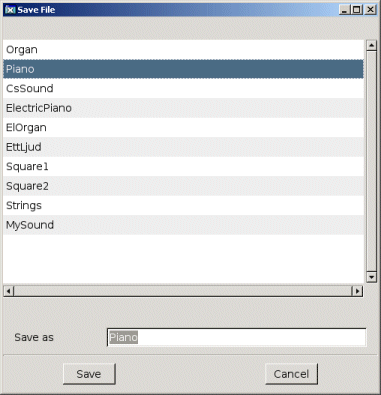 Save File
Organ
Piano
CsSound
ElectricPiano
ElOrgan
EttLjud
Square1
Square2
Strings
MySound
Save as Piano
Save Cancel